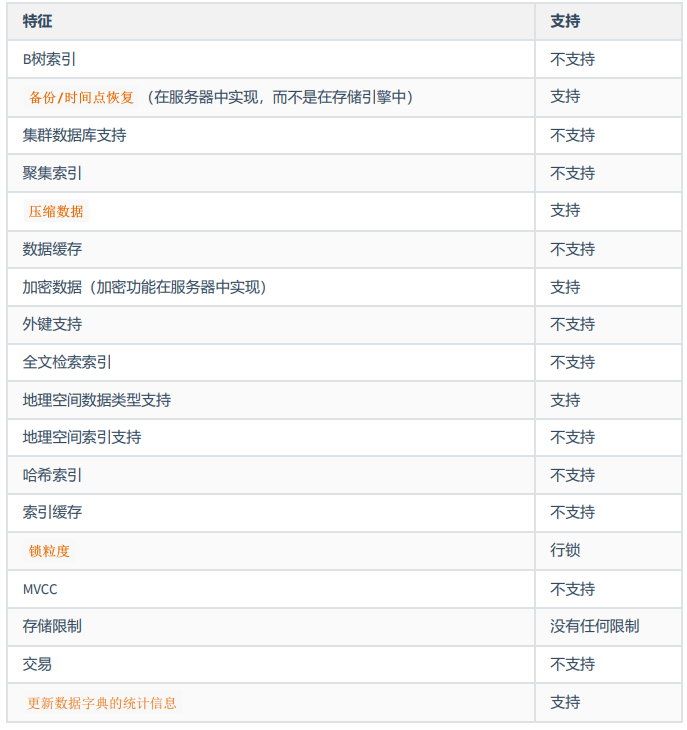 特征 支持
B树索引 不支持
备份/时间点恢复 （在服务器中实现，而不是在存储引擎中） 支持
集群数据库支持 不支持
聚集索引 不支持
压缩数据 支持
数据缓存 不支持
加密数据（加密功能在服务器中实现） 支持
外键支持 不支持
全文检索索引 不支持
地理空间数据类型支持 支持
地理空间索引支持 不支持
哈希索引 不支持
索引缓存 不支持
锁粒度 行锁
MVCC 不支持
存储限制 没有任何限制
交易 不支持
更新数据字典的统计信息 支持